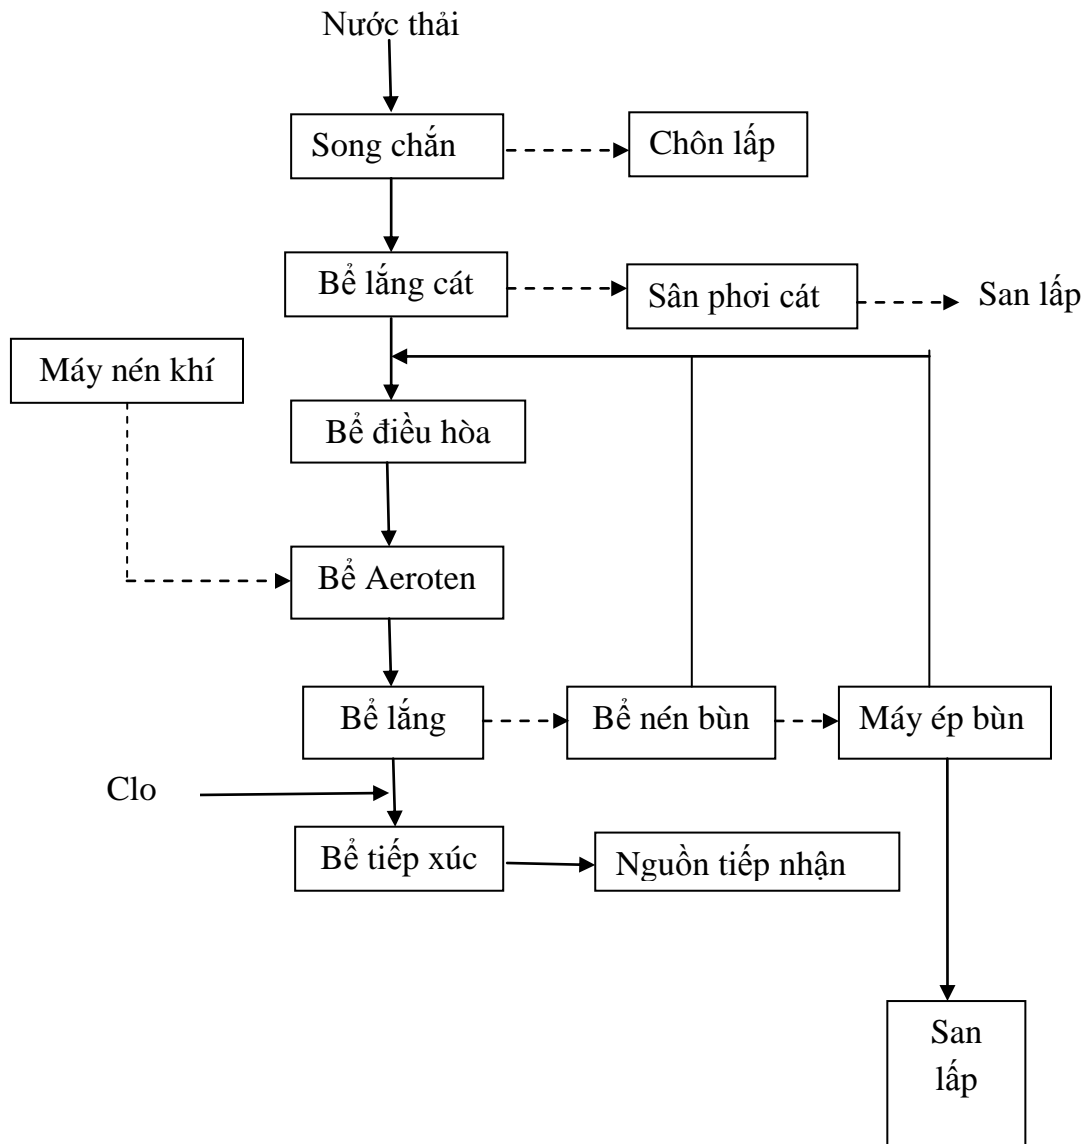 Nước thải
Song chắn
Chôn lấp
Bể lắng cát
Sân phơi cát
San lấp
Máy nén khí
Bể điều hòa
Bể Aeroten
Bể lắng
Bể nén bùn
Máy ép bùn
Clo
Bể tiếp xúc
Nguồn tiếp nhận
San
lấp